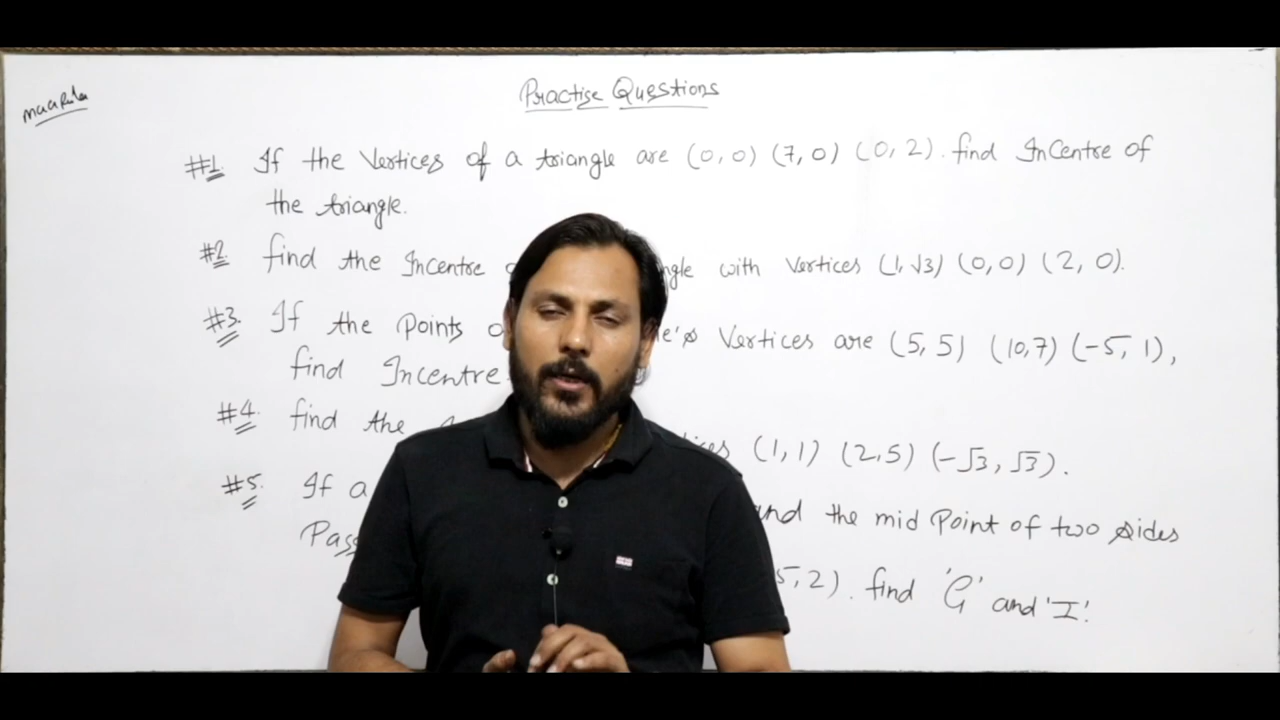 Practise Questions
#1. If the Vertices of a triangle are (0, 0) (7, 0) (0, 2). find InCentre of
the triangle.
#2. find the Incentre ngle with vertices (1, √3) (0, 0) (2, 0).
#3. If the Points Vertices are (5, 5) (10, 7) (-5, 1),
find Incentre.
#4. find the (1, 1) (2, 5) (-√3, √3).
#5. If a and the mid Point of two sides
Pass 5, 2). find 'G' and 'I'.